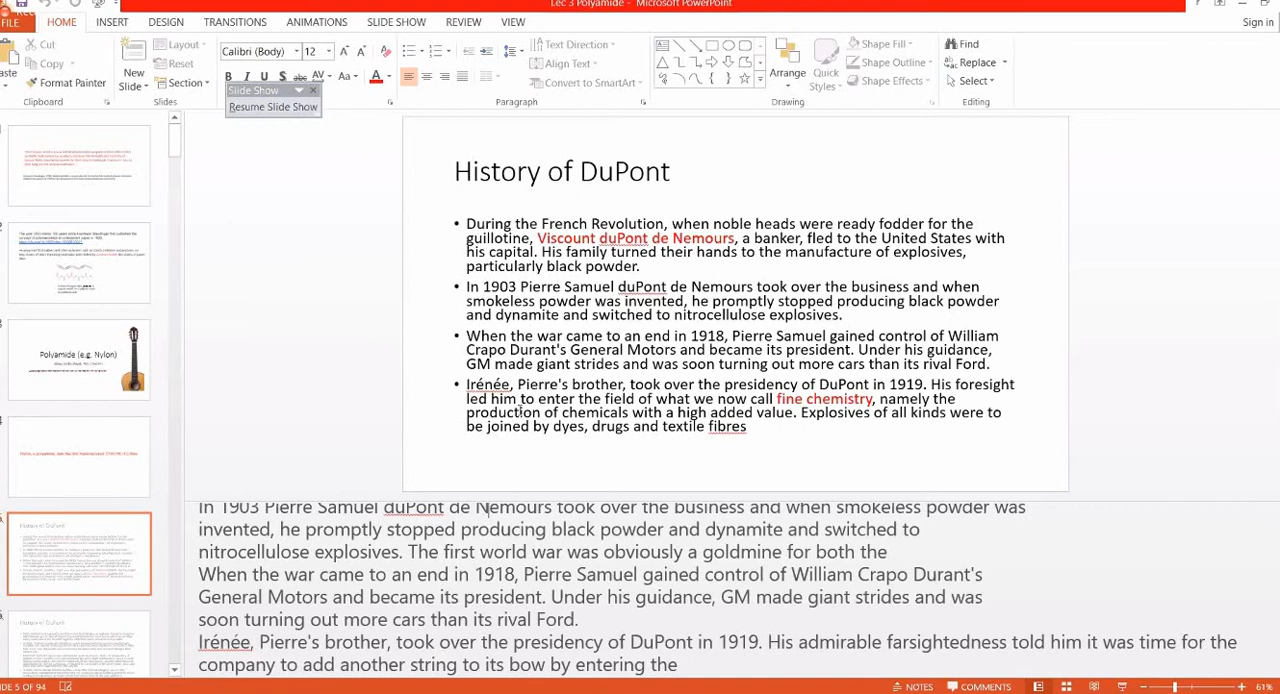 Lec 3 Polyamide - Microsoft PowerPoint
FILE HOME INSERT DESIGN TRANSITIONS ANIMATIONS SLIDE SHOW REVIEW VIEW Sign in
Cut
Copy
Format Painter
Clipboard
New
Slide
Layout
Reset
Section
Slides
Calibri (Body) 12
Slide Show
Resume Slide Show
Text Direction
Align Text
Convert to SmartArt
Paragraph
Arrange
Quick
Styles
Shape Fill
Shape Outline
Shape Effects
Drawing
Find
Replace
Select
Editing
Polyamide (e.g. Nylon)
History of DuPont
• During the French Revolution, when noble heads were ready fodder for the
guillotine, Viscount duPont de Nemours, a banker, fled to the United States with
his capital. His family turned their hands to the manufacture of explosives,
particularly black powder.
• In 1903 Pierre Samuel duPont de Nemours took over the business and when
smokeless powder was invented, he promptly stopped producing black powder
and dynamite and switched to nitrocellulose explosives.
• When the war came to an end in 1918, Pierre Samuel gained control of William
Crapo Durant's General Motors and became its president. Under his guidance,
GM made giant strides and was soon turning out more cars than its rival Ford.
• Irénée, Pierre's brother, took over the presidency of DuPont in 1919. His foresight
led him to enter the field of what we now call fine chemistry, namely the
production of chemicals with a high added value. Explosives of all kinds were to
be joined by dyes, drugs and textile fibres
In 1903 Pierre Samuel duPont de Nemours took over the business and when smokeless powder was
invented, he promptly stopped producing black powder and dynamite and switched to
nitrocellulose explosives. The first world war was obviously a goldmine for both the
When the war came to an end in 1918, Pierre Samuel gained control of William Crapo Durant's
General Motors and became its president. Under his guidance, GM made giant strides and was
soon turning out more cars than its rival Ford.
Irénée, Pierre's brother, took over the presidency of DuPont in 1919. His admirable farsightedness told him it was time for the
company to add another string to its bow by entering the
SLIDE 5 OF 94 NOTES COMMENTS 61%